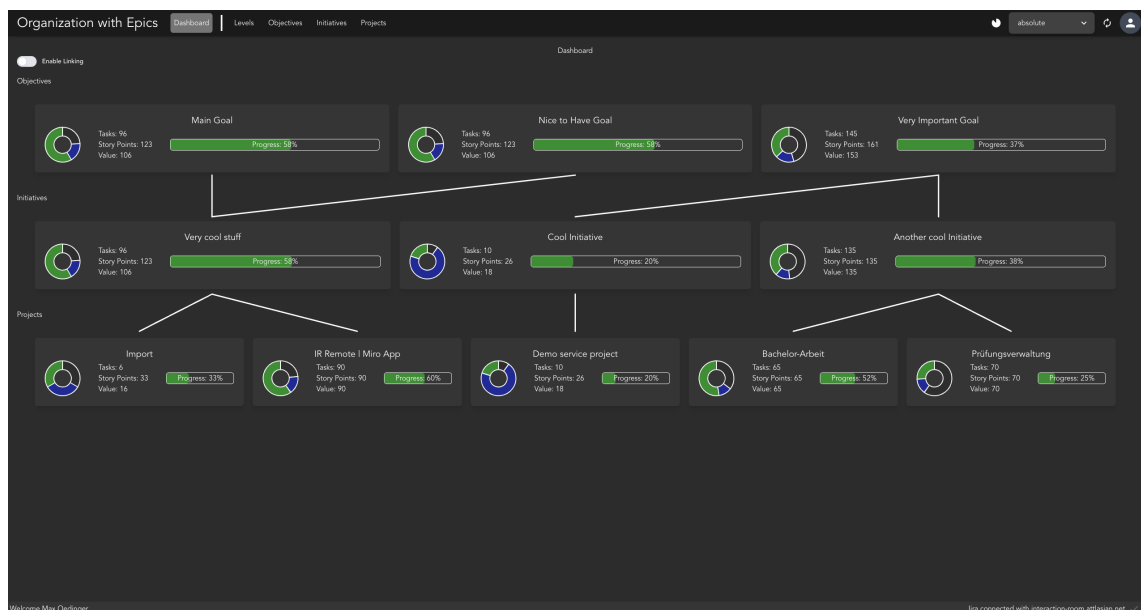 Organization with Epics Dashboard Levels Objectives Initiatives Projects absolute
Dashboard
Enable Linking
Objectives
Main Goal
Tasks: 96
Story Points: 123
Value: 106
Progress: 58%
Nice to Have Goal
Tasks: 96
Story Points: 123
Value: 106
Progress: 58%
Very Important Goal
Tasks: 145
Story Points: 161
Value: 153
Progress: 37%
Initiatives
Very cool stuff
Tasks: 96
Story Points: 123
Value: 106
Progress: 58%
Cool Initiative
Tasks: 10
Story Points: 26
Value: 18
Progress: 20%
Another cool Initiative
Tasks: 135
Story Points: 135
Value: 135
Progress: 38%
Projects
Import
Tasks: 6
Story Points: 33
Value: 16
Progress: 33%
IR Remote | Miro App
Tasks: 90
Story Points: 90
Value: 90
Progress: 60%
Demo service project
Tasks: 10
Story Points: 26
Value: 18
Progress: 20%
Bachelor-Arbeit
Tasks: 65
Story Points: 65
Value: 65
Progress: 52%
Prüfungsverwaltung
Tasks: 70
Story Points: 70
Value: 70
Progress: 25%
Welcome Max Oedinger
Jira connected with interaction-room.attlasian.net